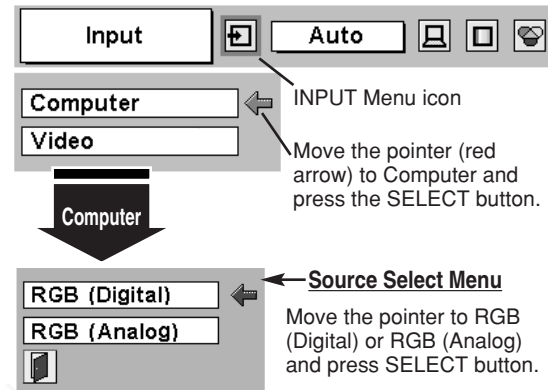 Input
Auto
INPUT Menu icon
Computer
Video
Move the pointer (red
arrow) to Computer and
press the SELECT button.
Computer
Source Select Menu
RGB (Digital)
RGB (Analog)
Move the pointer to RGB
(Digital) or RGB (Analog)
and press SELECT button.